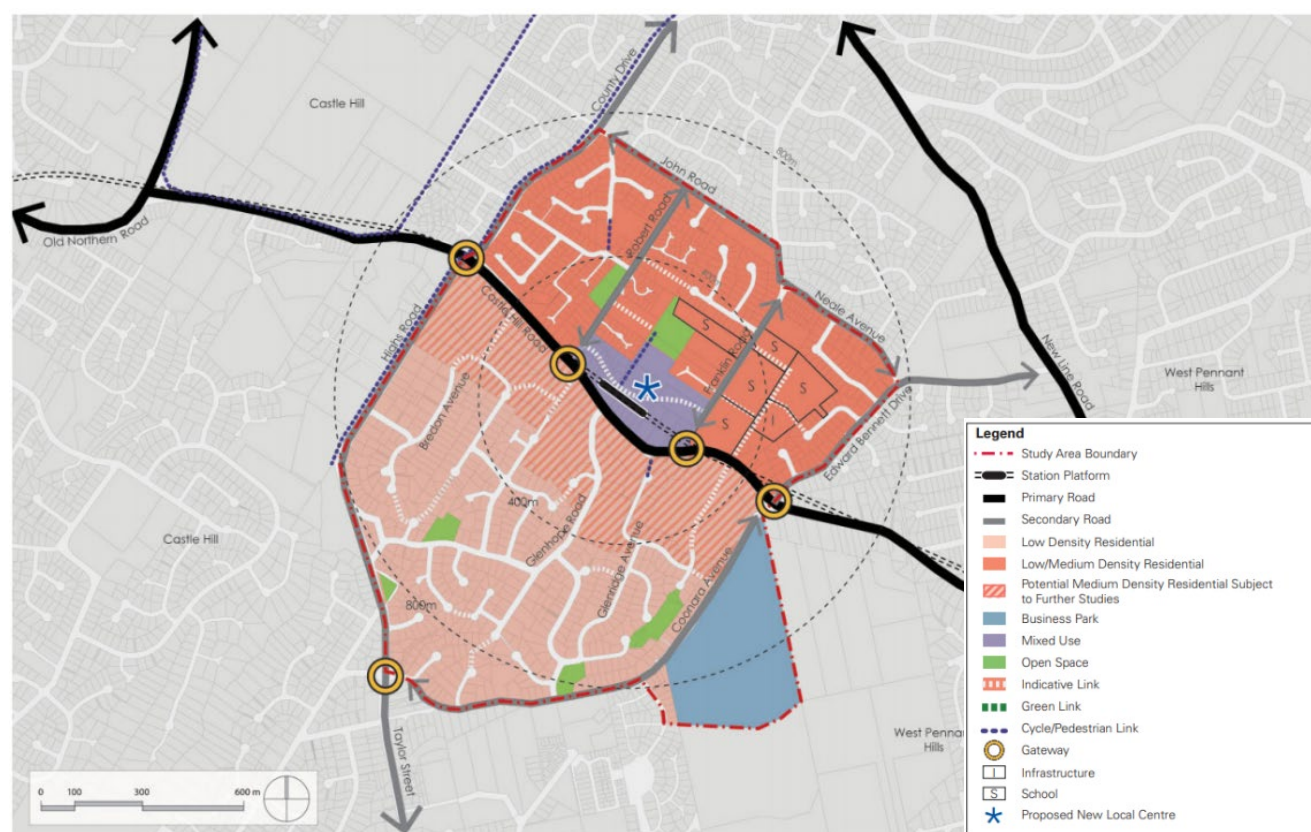 County Drive
Castle Hill
800m
John Road
Robert Road
Old Northern Road
Castle Hill Road
Highs Road
Neale Avenue
Franklin Road
New Line Road
West Pennant
Hills
S
S
S
S
S
I
Edward Bennett Drive
Bredon Avenue
400m
Glenhope Road
Glenridge Avenue
Coonara Avenue
Castle Hill
800m
Taylor Street
West Pennant
Hills
0 100 300 600 m
Legend
Study Area Boundary
Station Platform
Primary Road
Secondary Road
Low Density Residential
Low/Medium Density Residential
Potential Medium Density Residential Subject
to Further Studies
Business Park
Mixed Use
Open Space
Indicative Link
Green Link
Cycle/Pedestrian Link
Gateway
I Infrastructure
S School
Proposed New Local Centre